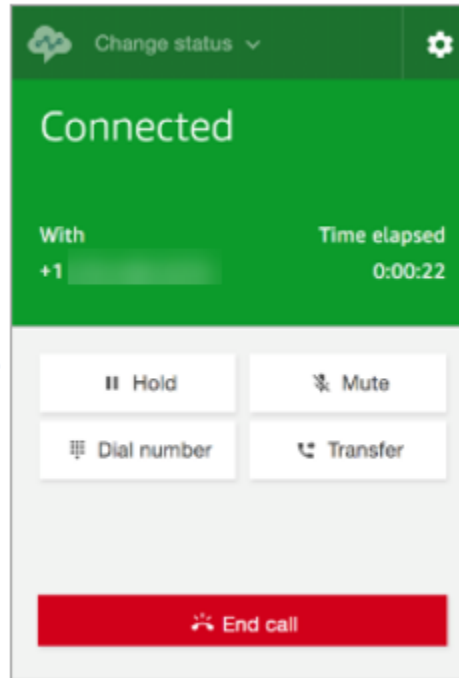 Change status
Connected
With Time elapsed
+1 0:00:22
Hold Mute
Dial number Transfer
End call